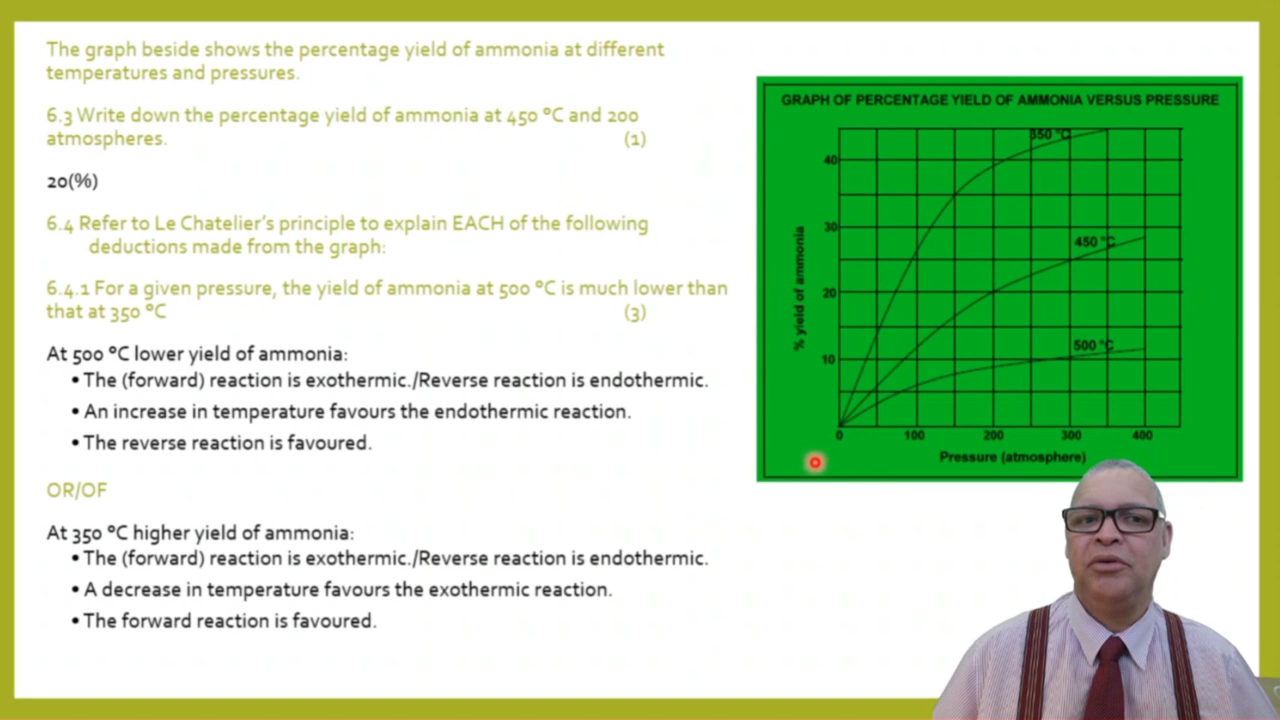 The graph beside shows the percentage yield of ammonia at different
temperatures and pressures.
6.3 Write down the percentage yield of ammonia at 450 °C and 200
atmospheres. (1)
20(%)
6.4 Refer to Le Chatelier's principle to explain EACH of the following
deductions made from the graph:
6.4.1 For a given pressure, the yield of ammonia at 500 °C is much lower than
that at 350 °C (3)
At 500 °C lower yield of ammonia:
• The (forward) reaction is exothermic./Reverse reaction is endothermic.
• An increase in temperature favours the endothermic reaction.
• The reverse reaction is favoured.
OR/OF
At 350 °C higher yield of ammonia:
• The (forward) reaction is exothermic./Reverse reaction is endothermic.
• A decrease in temperature favours the exothermic reaction.
• The forward reaction is favoured.
GRAPH OF PERCENTAGE YIELD OF AMMONIA VERSUS PRESSURE
350 °C
40
30
450 °C
% yield of ammonia
20
500 °C
10
0 100 200 300 400
Pressure (atmosphere)